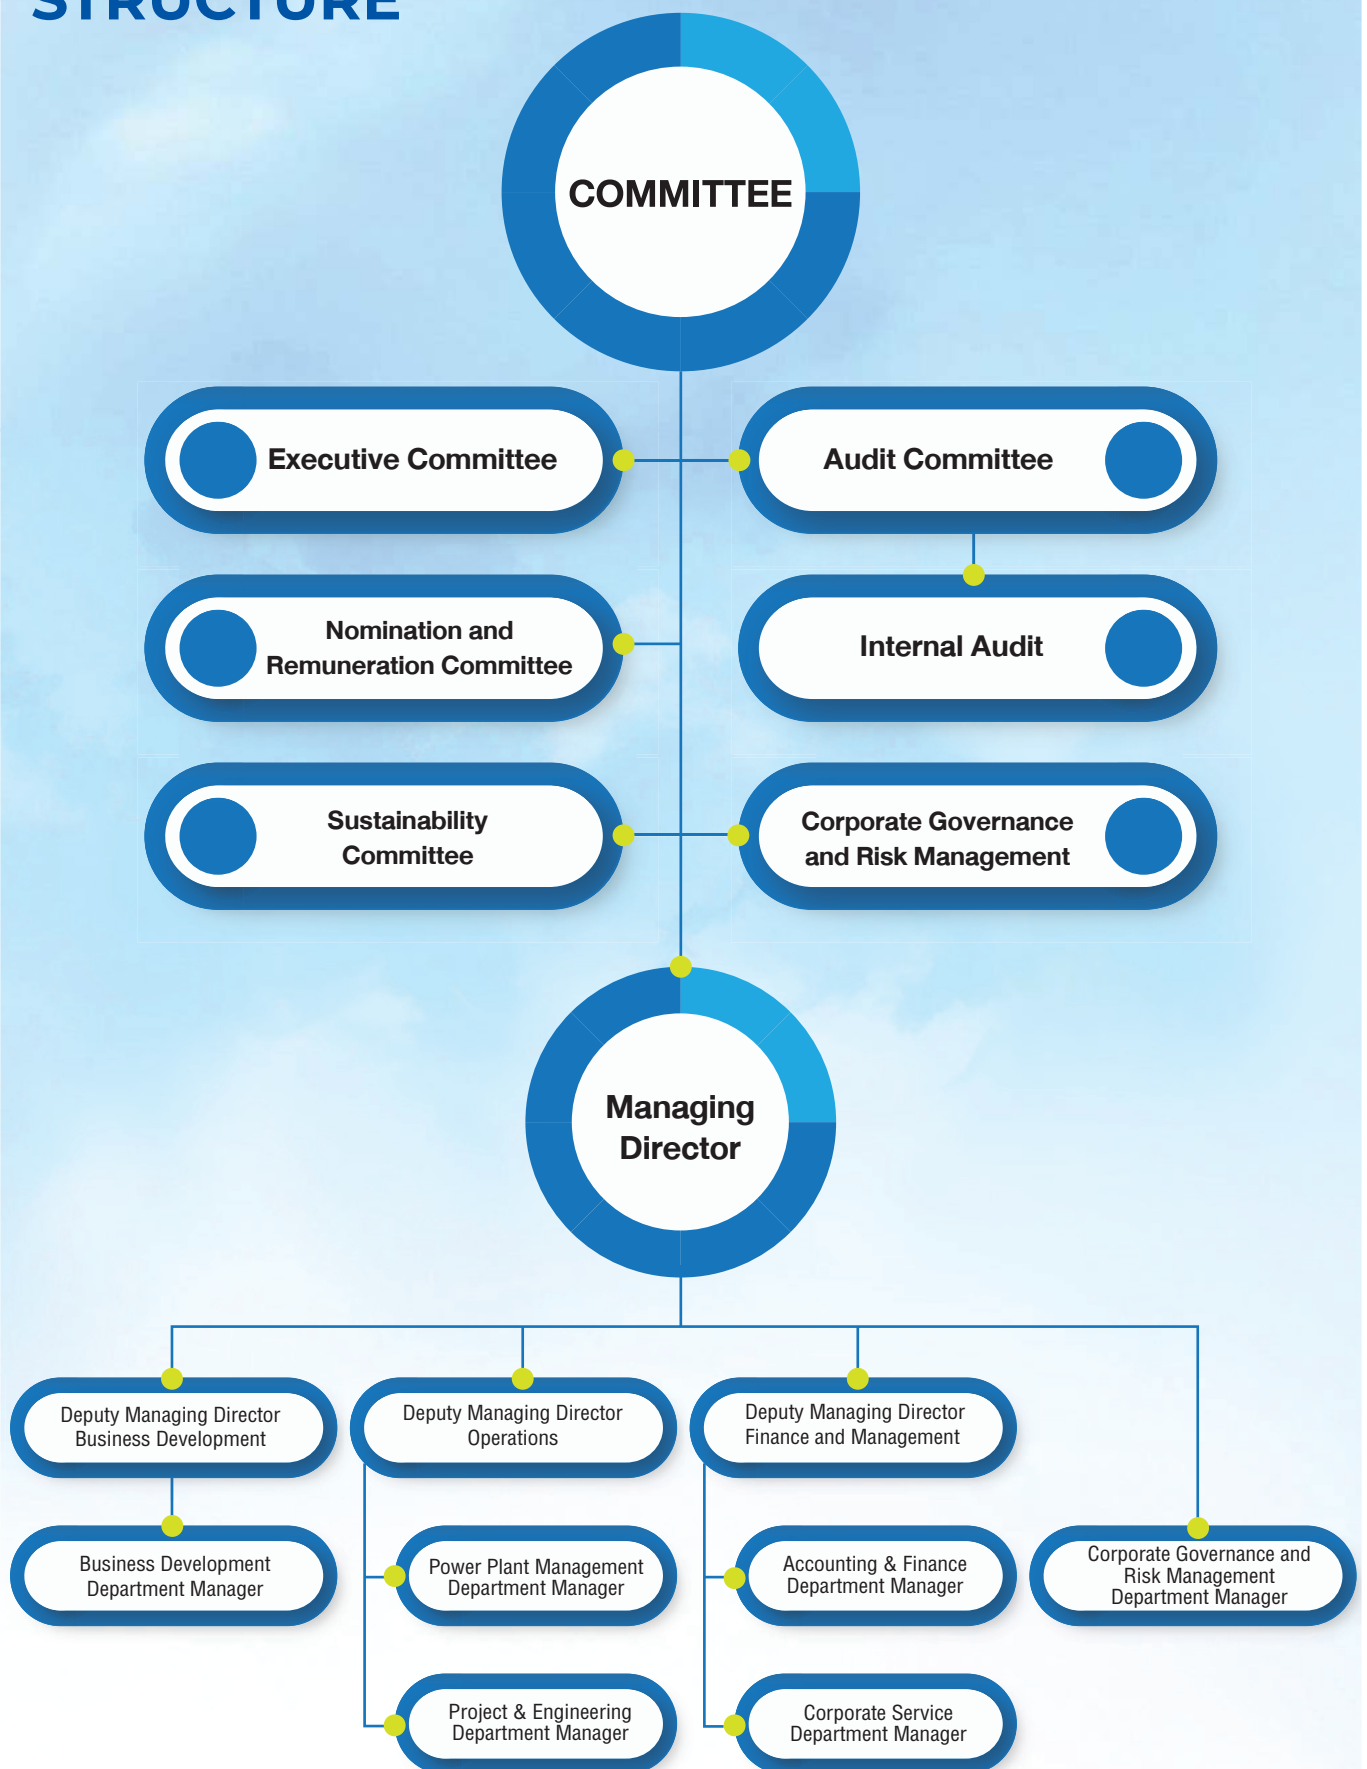 STRUCTURE
COMMITTEE
Executive Committee
Audit Committee
Nomination and
Remuneration Committee
Internal Audit
Sustainability
Committee
Corporate Governance
and Risk Management
Managing
Director
Deputy Managing Director
Business Development
Deputy Managing Director
Operations
Deputy Managing Director
Finance and Management
Business Development
Department Manager
Power Plant Management
Department Manager
Accounting & Finance
Department Manager
Corporate Governance and
Risk Management
Department Manager
Project & Engineering
Department Manager
Corporate Service
Department Manager